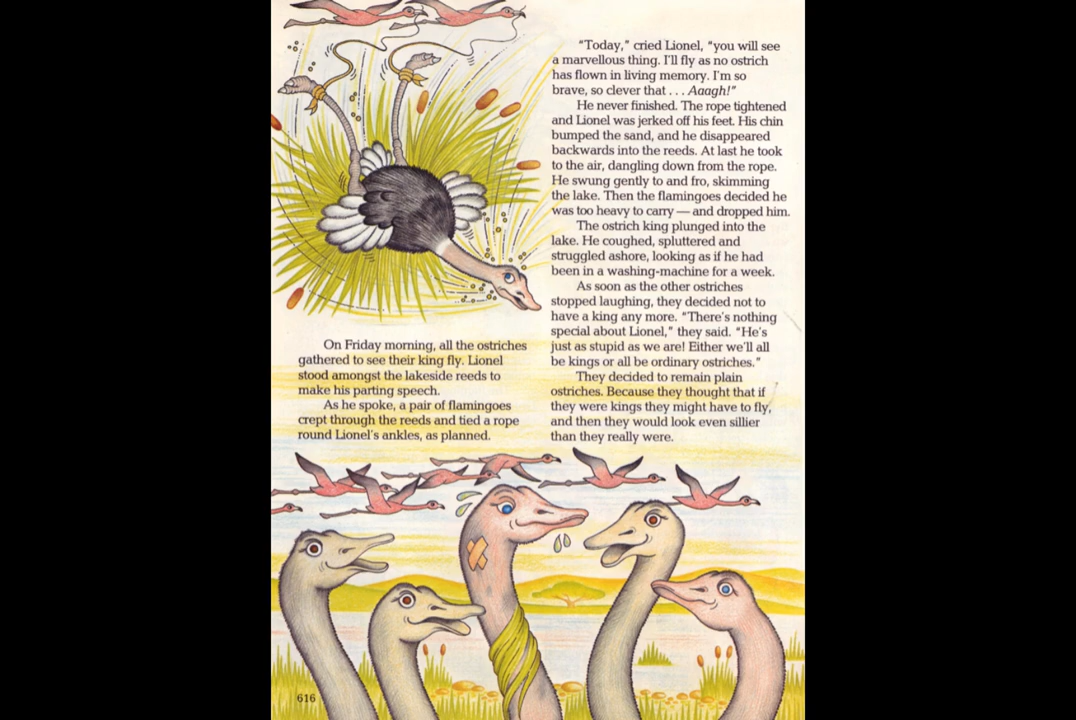 On Friday morning, all the ostriches
gathered to see their king fly. Lionel
stood amongst the lakeside reeds to
make his parting speech.
As he spoke, a pair of flamingoes
crept through the reeds and tied a rope
round Lionel's ankles, as planned.
"Today," cried Lionel, "you will see
a marvellous thing. I'll fly as no ostrich
has flown in living memory. I'm so
brave, so clever that . . . Aaagh!"
He never finished. The rope tightened
and Lionel was jerked off his feet. His chin
bumped the sand, and he disappeared
backwards into the reeds. At last he took
to the air, dangling down from the rope.
He swung gently to and fro, skimming
the lake. Then the flamingoes decided he
was too heavy to carry — and dropped him.
The ostrich king plunged into the
lake. He coughed, spluttered and
struggled ashore, looking as if he had
been in a washing-machine for a week.
As soon as the other ostriches
stopped laughing, they decided not to
have a king any more. "There's nothing
special about Lionel," they said. "He's
just as stupid as we are! Either we'll all
be kings or all be ordinary ostriches."
They decided to remain plain
ostriches. Because they thought that if
they were kings they might have to fly,
and then they would look even sillier
than they really were.
616